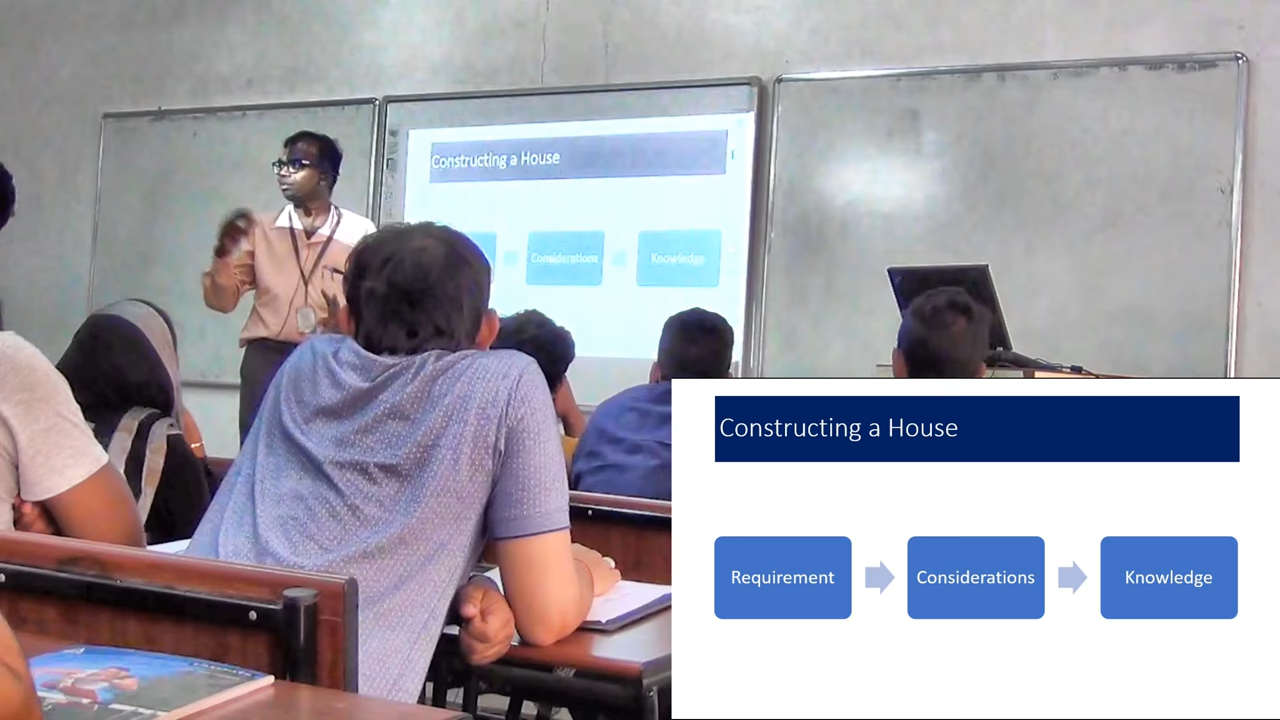 Constructing a House
Considerations
Knowledge
Constructing a House
Requirement
Considerations
Knowledge